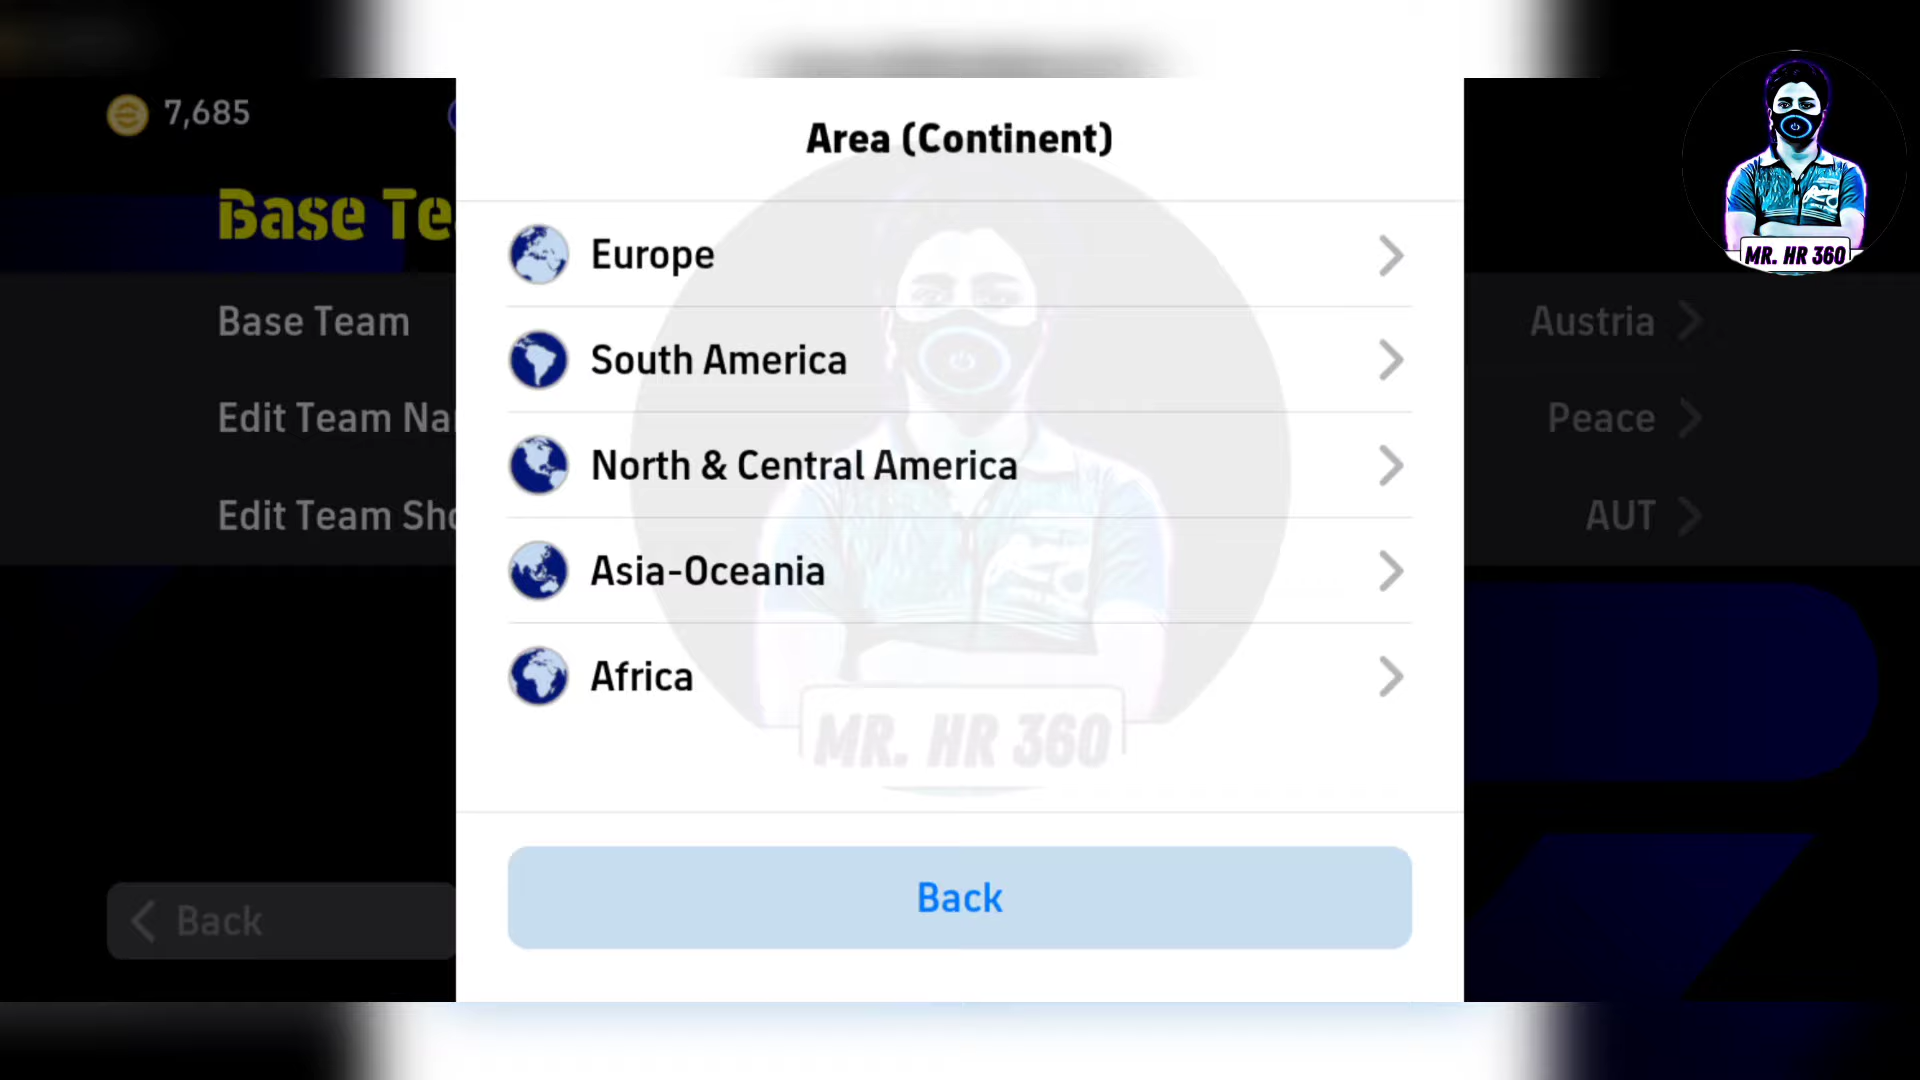 7,685
Area (Continent)
Base Te
Europe
Base Team
Austria
South America
Edit Team Na
Peace
North & Central America
Edit Team Sho
AUT
Asia-Oceania
Africa
MR. HR 360
Back
Back
MR. HR 360